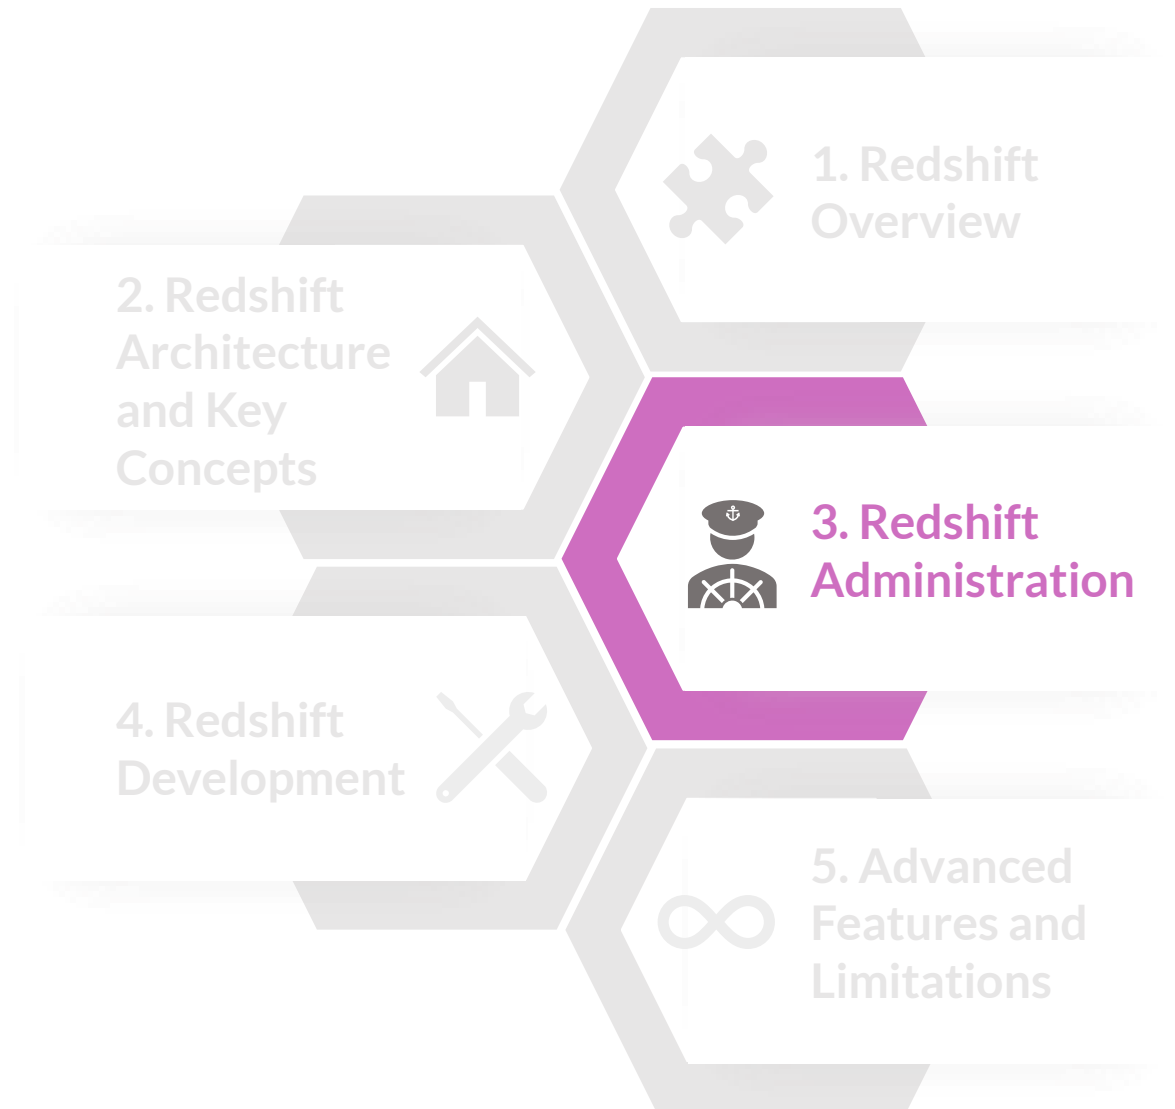 1. Redshift
Overview
2. Redshift
Architecture
and Key
Concepts
3. Redshift
Administration
4. Redshift
Development
5. Advanced
Features and
Limitations